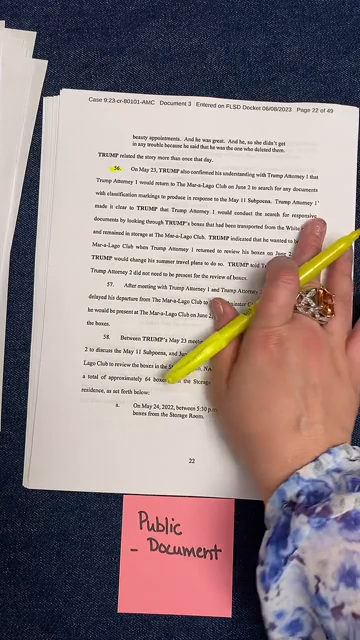 Case 9:23-cr-80101-AMC Document 3 Entered on FLSD Docket 06/08/2023 Page 22 of 49
beauty appointments. And he was great. And he, so she didn't get
in any trouble because he said that he was the one who deleted them.
TRUMP related the story more than once that day.
56. On May 23, TRUMP also confirmed his understanding with Trump Attorney 1 that
Trump Attorney 1 would return to The Mar-a-Lago Club on June 2 to search for any documents
with classification markings to produce in response to the May 11 Subpoena. Trump Attorney 1
made it clear to TRUMP that Trump Attorney 1 would conduct the search for responsive
documents by looking through TRUMP's boxes that had been transported from the White
and remained in storage at The Mar-a-Lago Club. TRUMP indicated that he wanted to be
Mar-a-Lago Club when Trump Attorney 1 returned to review his boxes on June 2
TRUMP would change his summer travel plans to do so. TRUMP told T
Trump Attorney 2 did not need to be present for the review of boxes.
57. After meeting with Trump Attorney 1 and Trump Attorney 2
delayed his departure from The Mar-a-Lago Club to
he would be present at The Mar-a-Lago Club on June 2,
the boxes.
58. Between TRUMP's May 23 meeting
2 to discuss the May 11 Subpoena, and June
Lago Club to review the boxes in the St NA
a total of approximately 64 boxes the Storage
residence, as set forth below:
a. On May 24, 2022, between 5:30 p.
boxes from the Storage Room.
22
Public
- Document